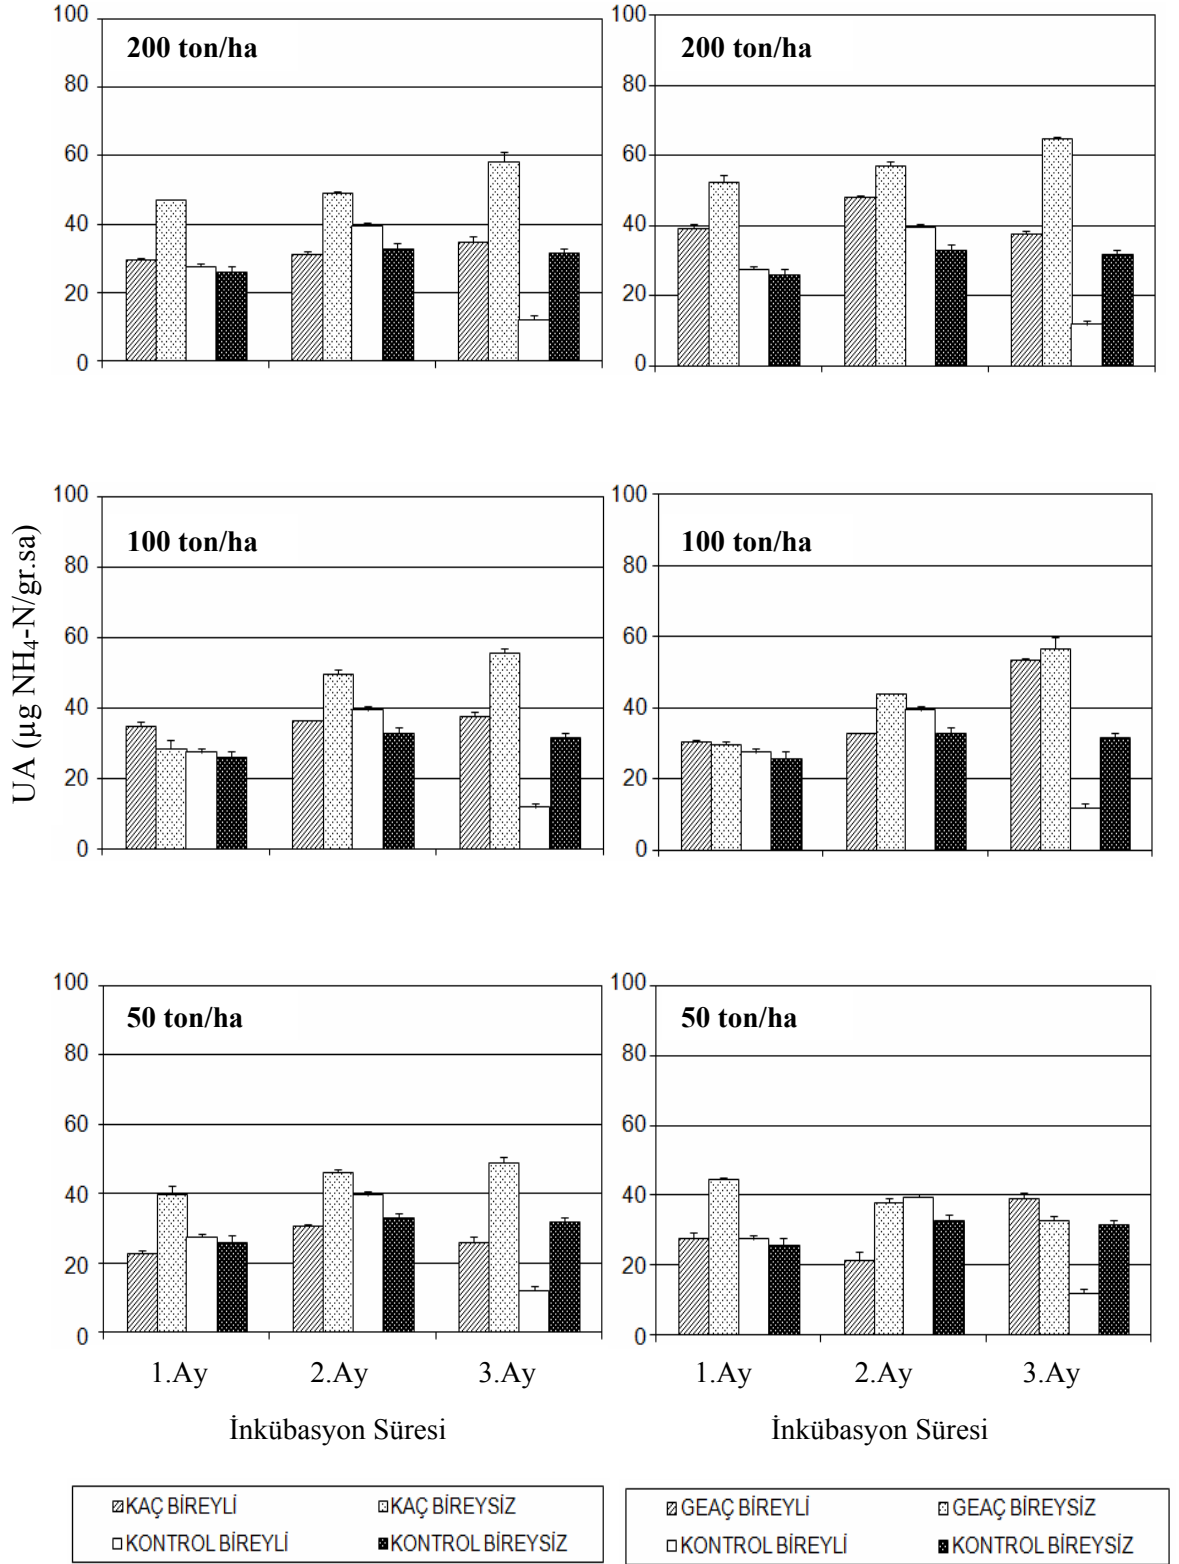 100
80
60
40
20
0
200 ton/ha
100
80
60
40
20
0
200 ton/ha
UA (µg NH₄-N/gr.sa)
100
80
60
40
20
0
100 ton/ha
100
80
60
40
20
0
100 ton/ha
100
80
60
40
20
0
50 ton/ha
1.Ay 2.Ay 3.Ay
İnkübasyon Süresi
100
80
60
40
20
0
50 ton/ha
1.Ay 2.Ay 3.Ay
İnkübasyon Süresi
KAÇ BİREYLİ KAÇ BİREYSİZ
KONTROL BİREYLİ KONTROL BİREYSİZ
GEAÇ BİREYLİ GEAÇ BİREYSİZ
KONTROL BİREYLİ KONTROL BİREYSİZ